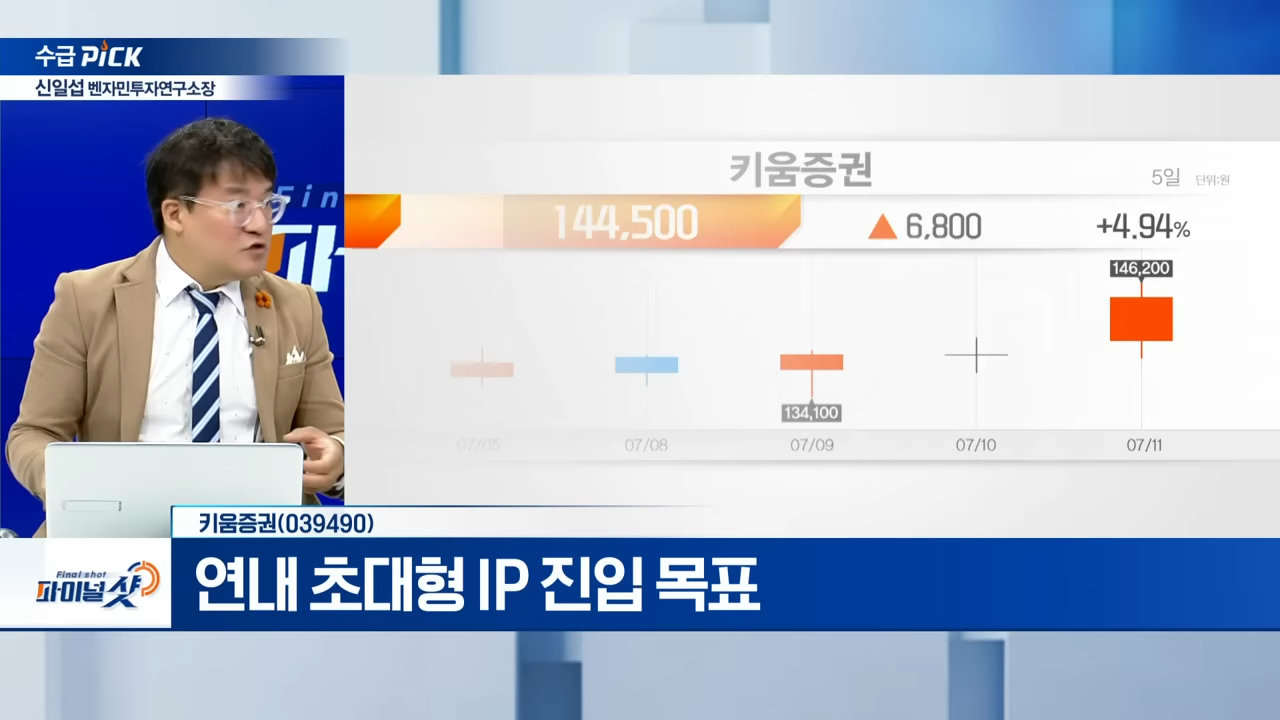 수급 PiCK
신일섭 벤자민투자연구소장
Fin
파
키움증권
5일 단위:원
144,500 ▲ 6,800 +4.94%
146,200
134,100
07/05 07/08 07/09 07/10 07/11
키움증권(039490)
Final shot
파이널샷
연내 초대형 IP 진입 목표